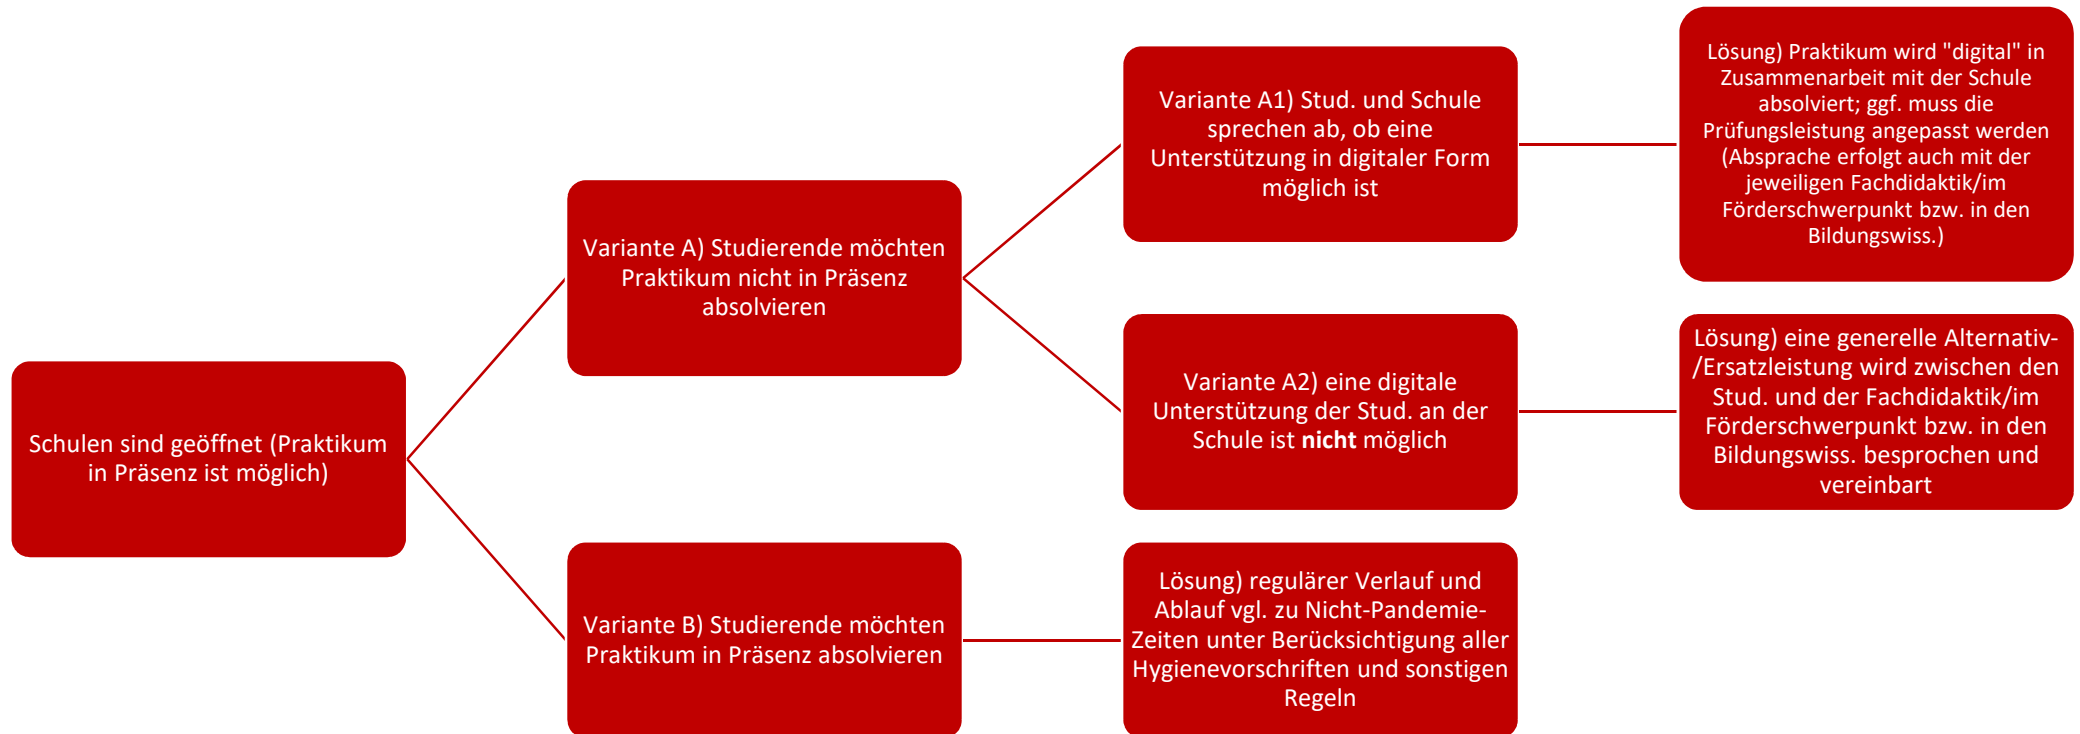 Schulen sind geöffnet (Praktikum
in Präsenz ist möglich)
Variante A) Studierende möchten
Praktikum nicht in Präsenz
absolvieren
Variante A1) Stud. und Schule
sprechen ab, ob eine
Unterstützung in digitaler Form
möglich ist
Lösung) Praktikum wird "digital" in
Zusammenarbeit mit der Schule
absolviert; ggf. muss die
Prüfungsleistung angepasst werden
(Absprache erfolgt auch mit der
jeweiligen Fachdidaktik/im
Förderschwerpunkt bzw. in den
Bildungswiss.)
Variante A2) eine digitale
Unterstützung der Stud. an der
Schule ist nicht möglich
Lösung) eine generelle Alternativ-
/Ersatzleistung wird zwischen den
Stud. und der Fachdidaktik/im
Förderschwerpunkt bzw. in den
Bildungswiss. besprochen und
vereinbart
Variante B) Studierende möchten
Praktikum in Präsenz absolvieren
Lösung) regulärer Verlauf und
Ablauf vgl. zu Nicht-Pandemie-
Zeiten unter Berücksichtigung aller
Hygienevorschriften und sonstigen
Regeln